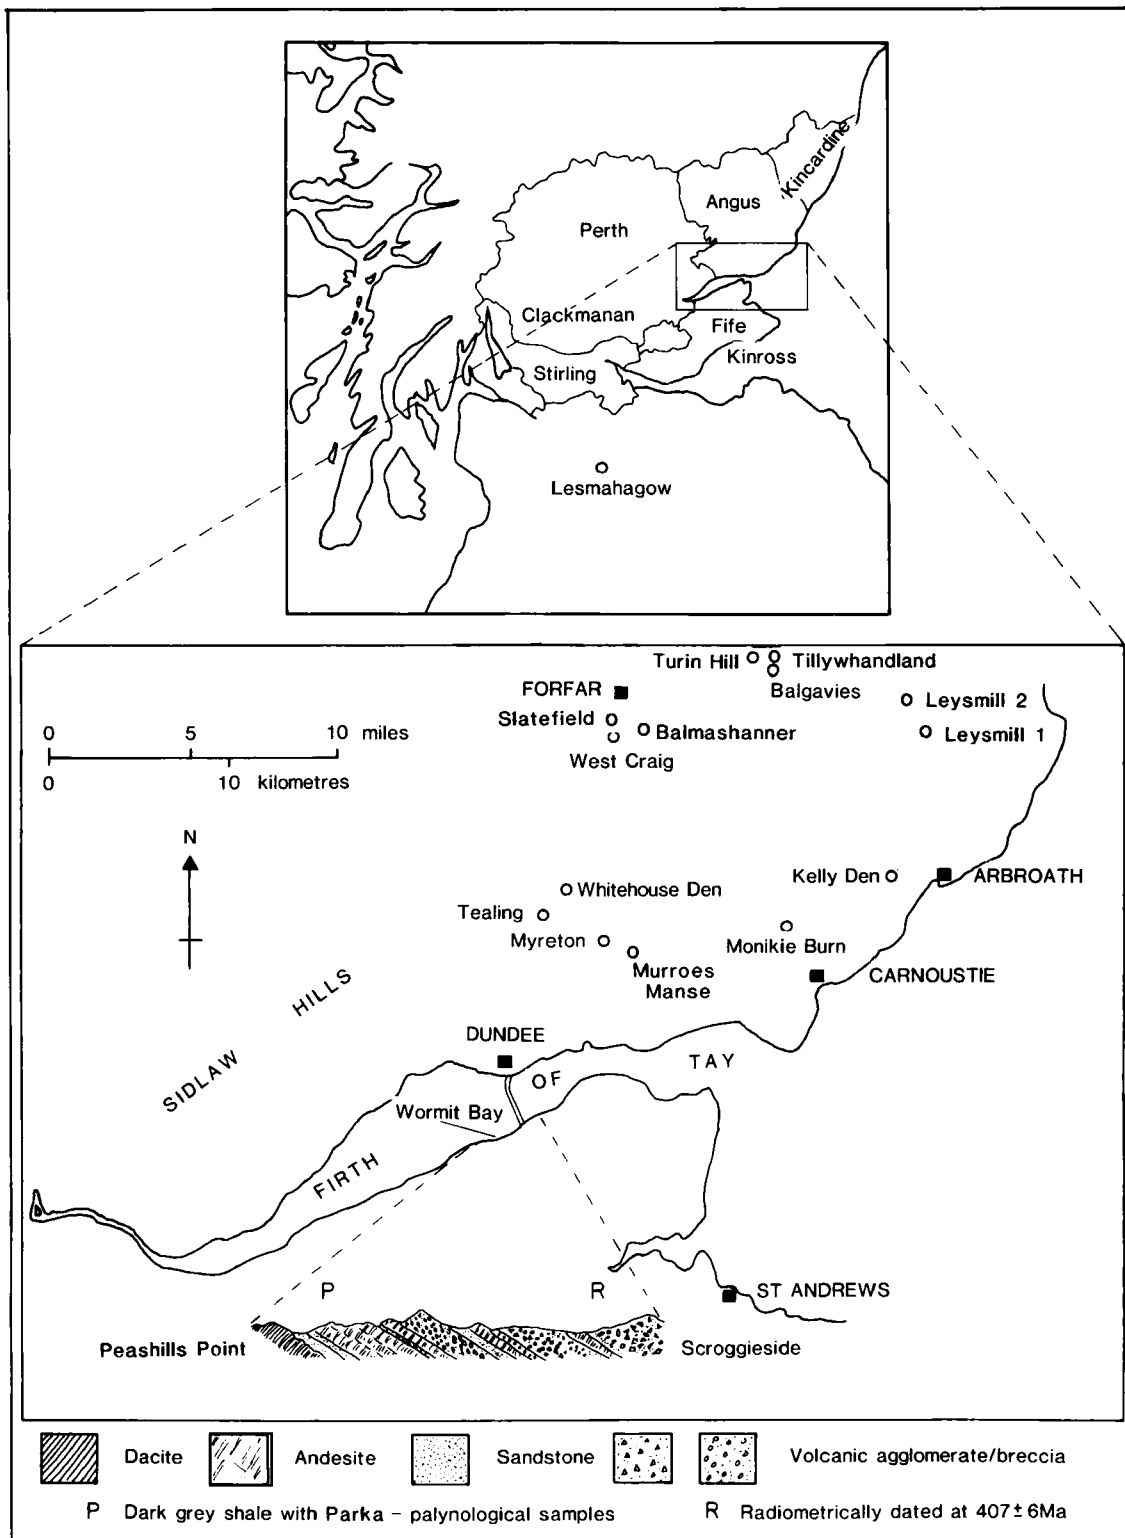 Kincardine
Angus
Perth
Clackmanan
Fife
Kinross
Stirling
Lesmahagow
Turin Hill
Tillywhandland
Balgavies
FORFAR
Leysmill 2
Slatefield
Balmashanner
Leysmill 1
West Craig
0 5 10 miles
0 10 kilometres
N
Kelly Den
ARBROATH
Whitehouse Den
Tealing
Myreton
Monikie Burn
Murroes
Manse
CARNOUSTIE
SIDLAW HILLS
DUNDEE
FIRTH OF TAY
Wormit Bay
ST ANDREWS
P
R
Peashills Point
Scroggieside
Dacite
Andesite
Sandstone
Volcanic agglomerate/breccia
P Dark grey shale with Parka – palynological samples
R Radiometrically dated at 407±6Ma